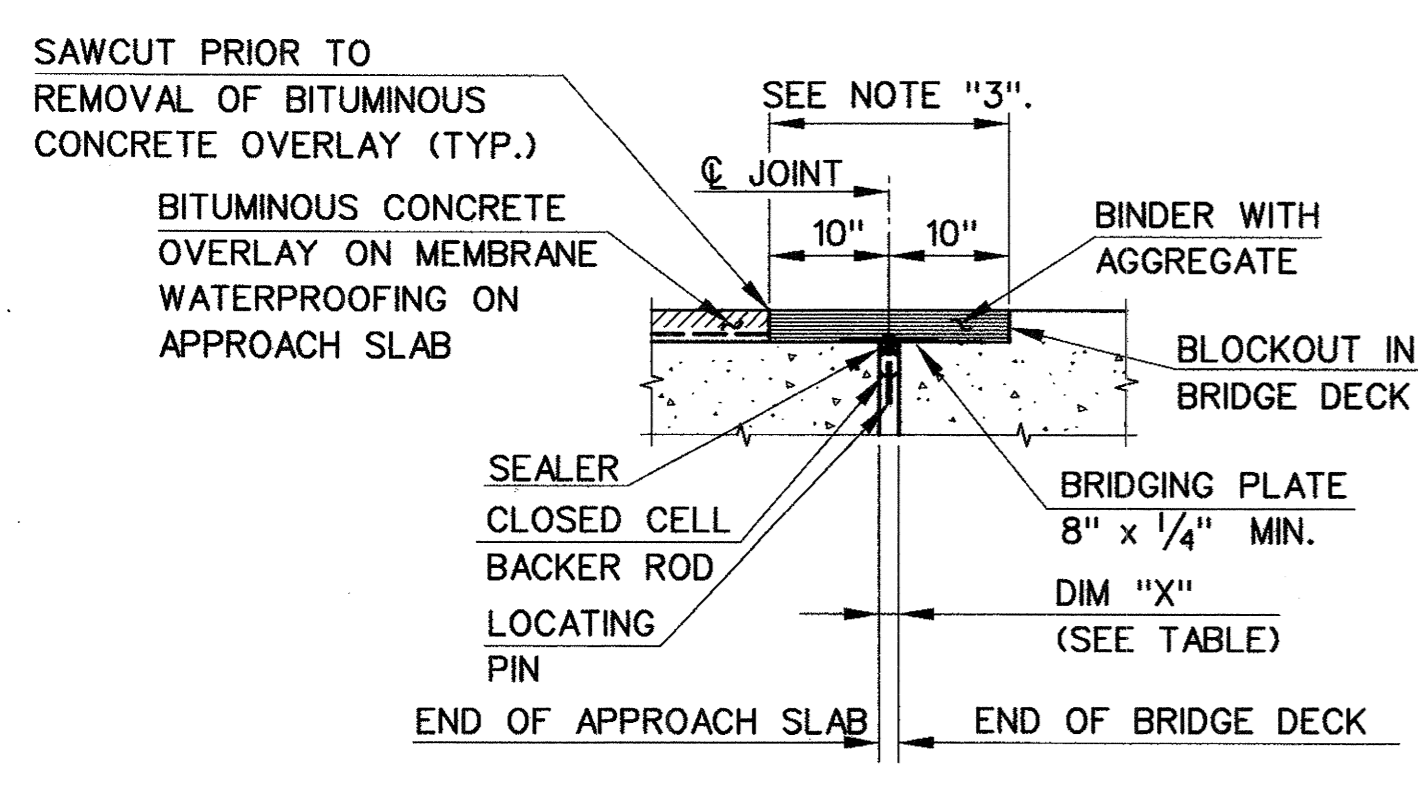 SAWCUT PRIOR TO
REMOVAL OF BITUMINOUS
CONCRETE OVERLAY (TYP.)
SEE NOTE "3".
℄ JOINT
BITUMINOUS CONCRETE
OVERLAY ON MEMBRANE
WATERPROOFING ON
APPROACH SLAB
10" 10"
BINDER WITH
AGGREGATE
BLOCKOUT IN
BRIDGE DECK
SEALER
CLOSED CELL
BACKER ROD
LOCATING
PIN
BRIDGING PLATE
8" x 1/4" MIN.
DIM "X"
(SEE TABLE)
END OF APPROACH SLAB
END OF BRIDGE DECK